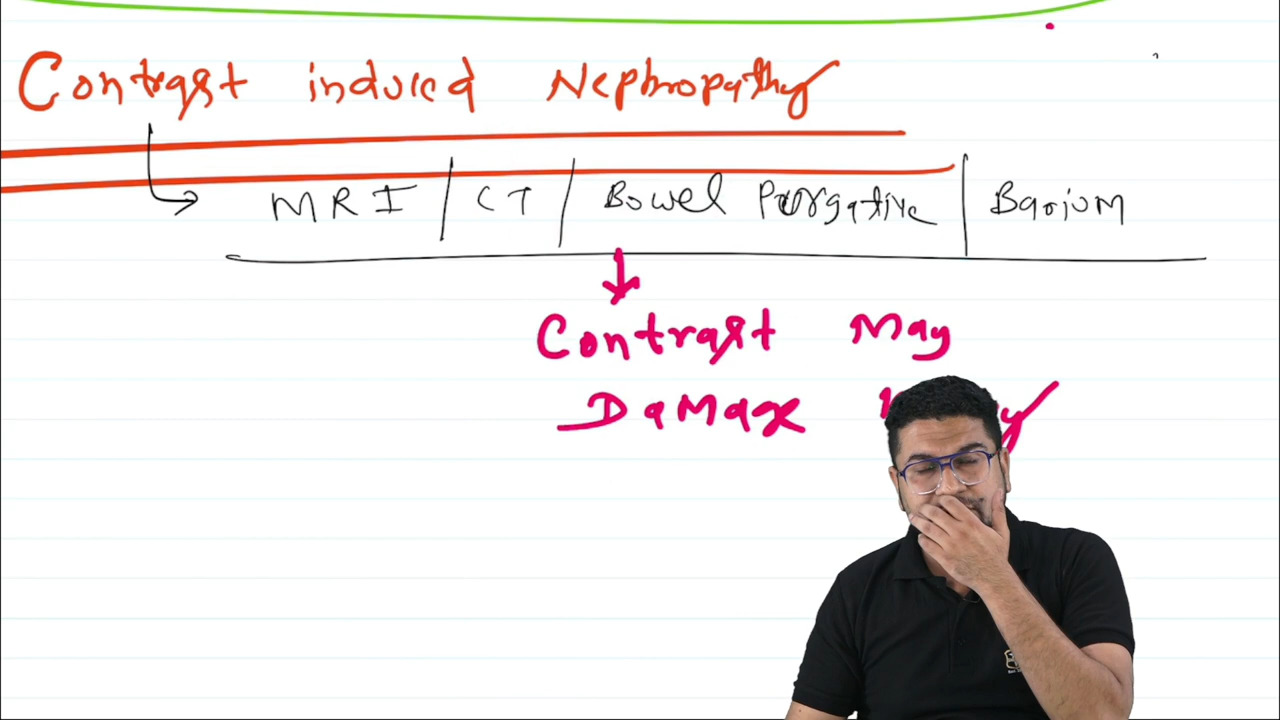 Contrast induced Nephropathy
MRI / CT / Bowel Purgative | Barium
Contrast May
Damage